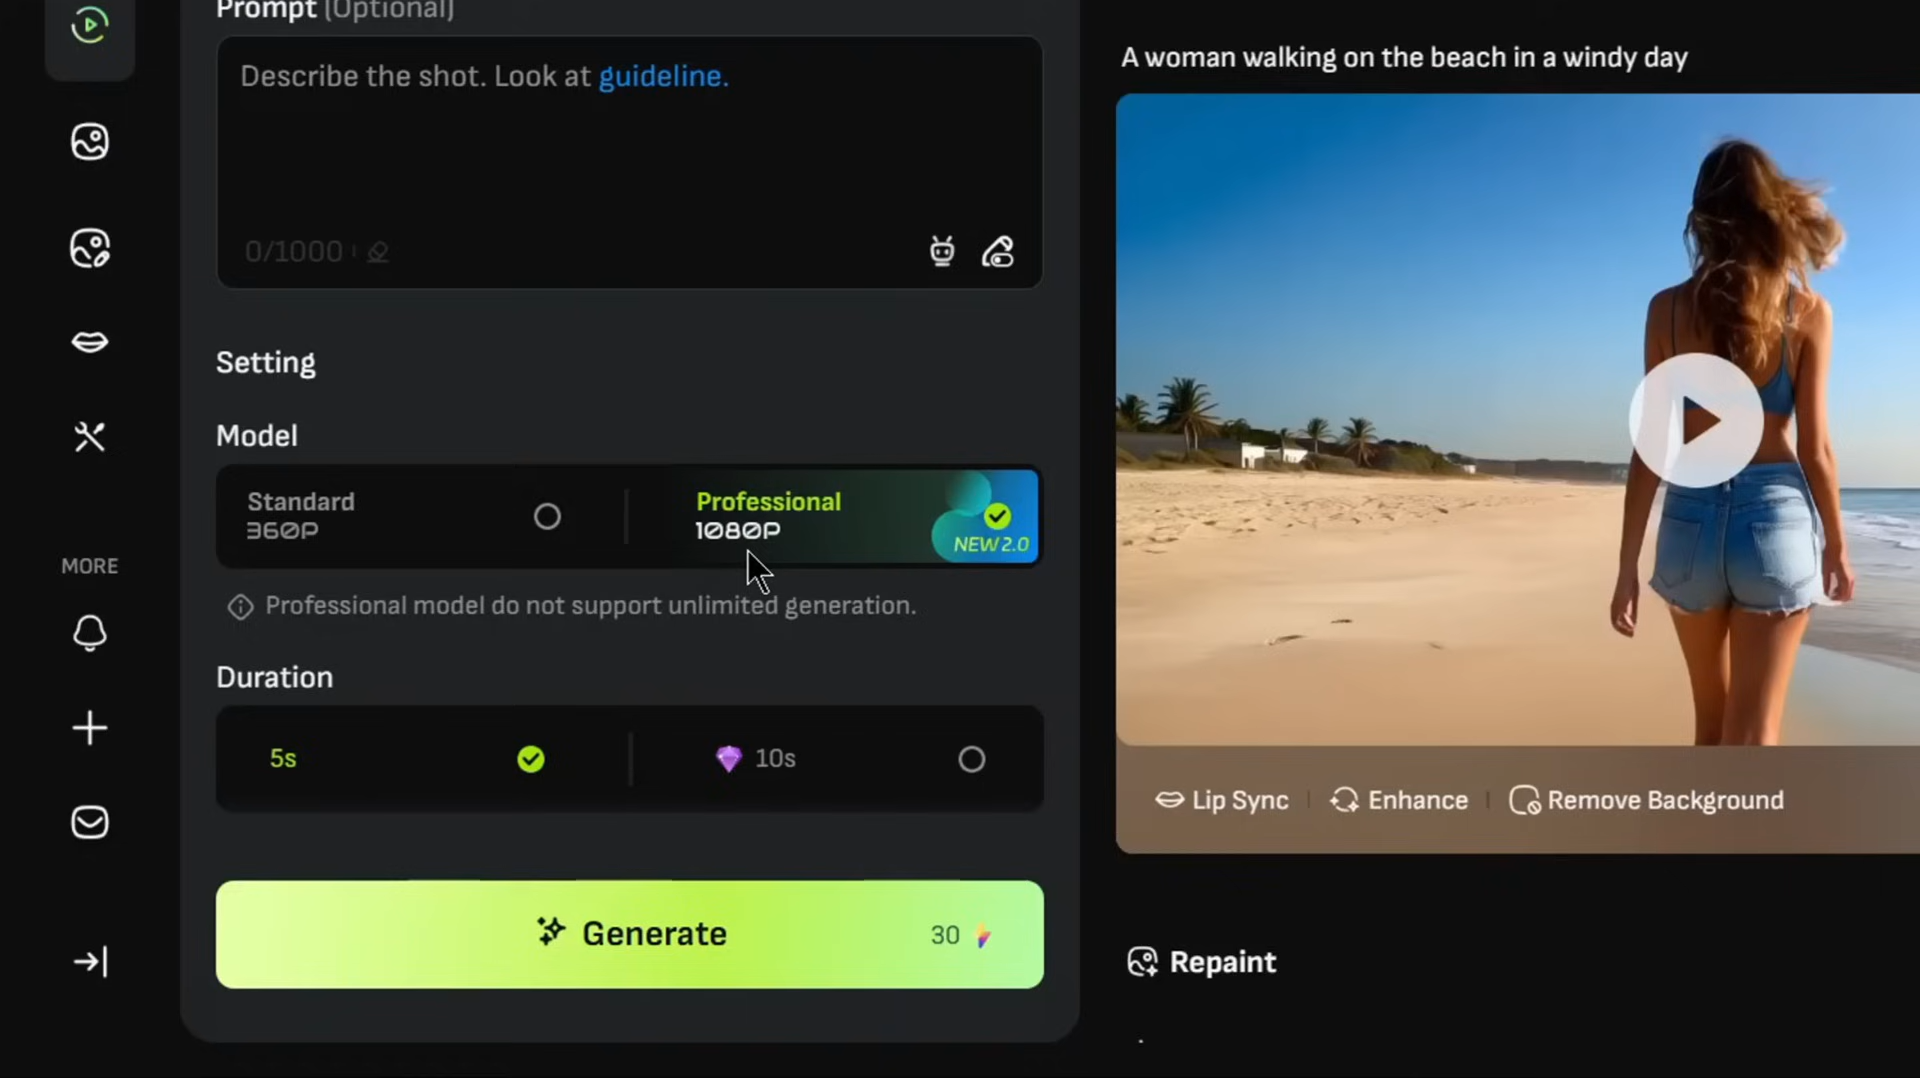 Prompt (Optional)
Describe the shot. Look at guideline.
0/1000
Setting
Model
Standard
360P
Professional
1080P
NEW 2.0
Professional model do not support unlimited generation.
Duration
5s
10s
Generate
30
MORE
A woman walking on the beach in a windy day
Lip Sync
Enhance
Remove Background
Repaint